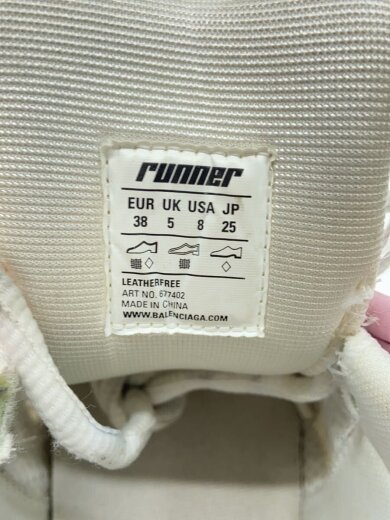 runner
EUR UK USA JP
38 5 8 25
LEATHERFREE
ART NO. 677402
MADE IN CHINA
WWW.BALENCIAGA.COM